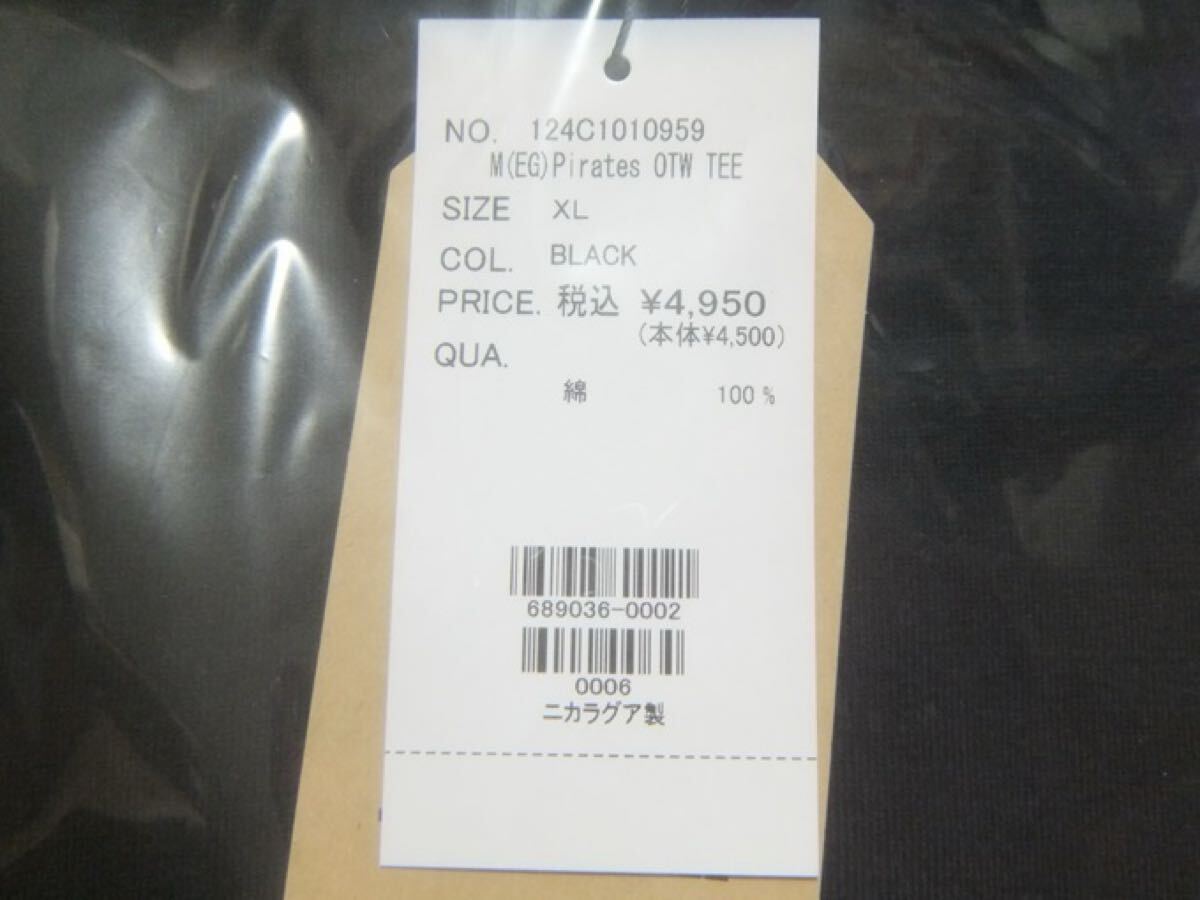 NO. 124C1010959
M(EG)Pirates OTW TEE
SIZE XL
COL. BLACK
PRICE. 税込 ¥4,950
(本体¥4,500)
QUA.
綿 100 %
689036-0002
0006
ニカラグア製